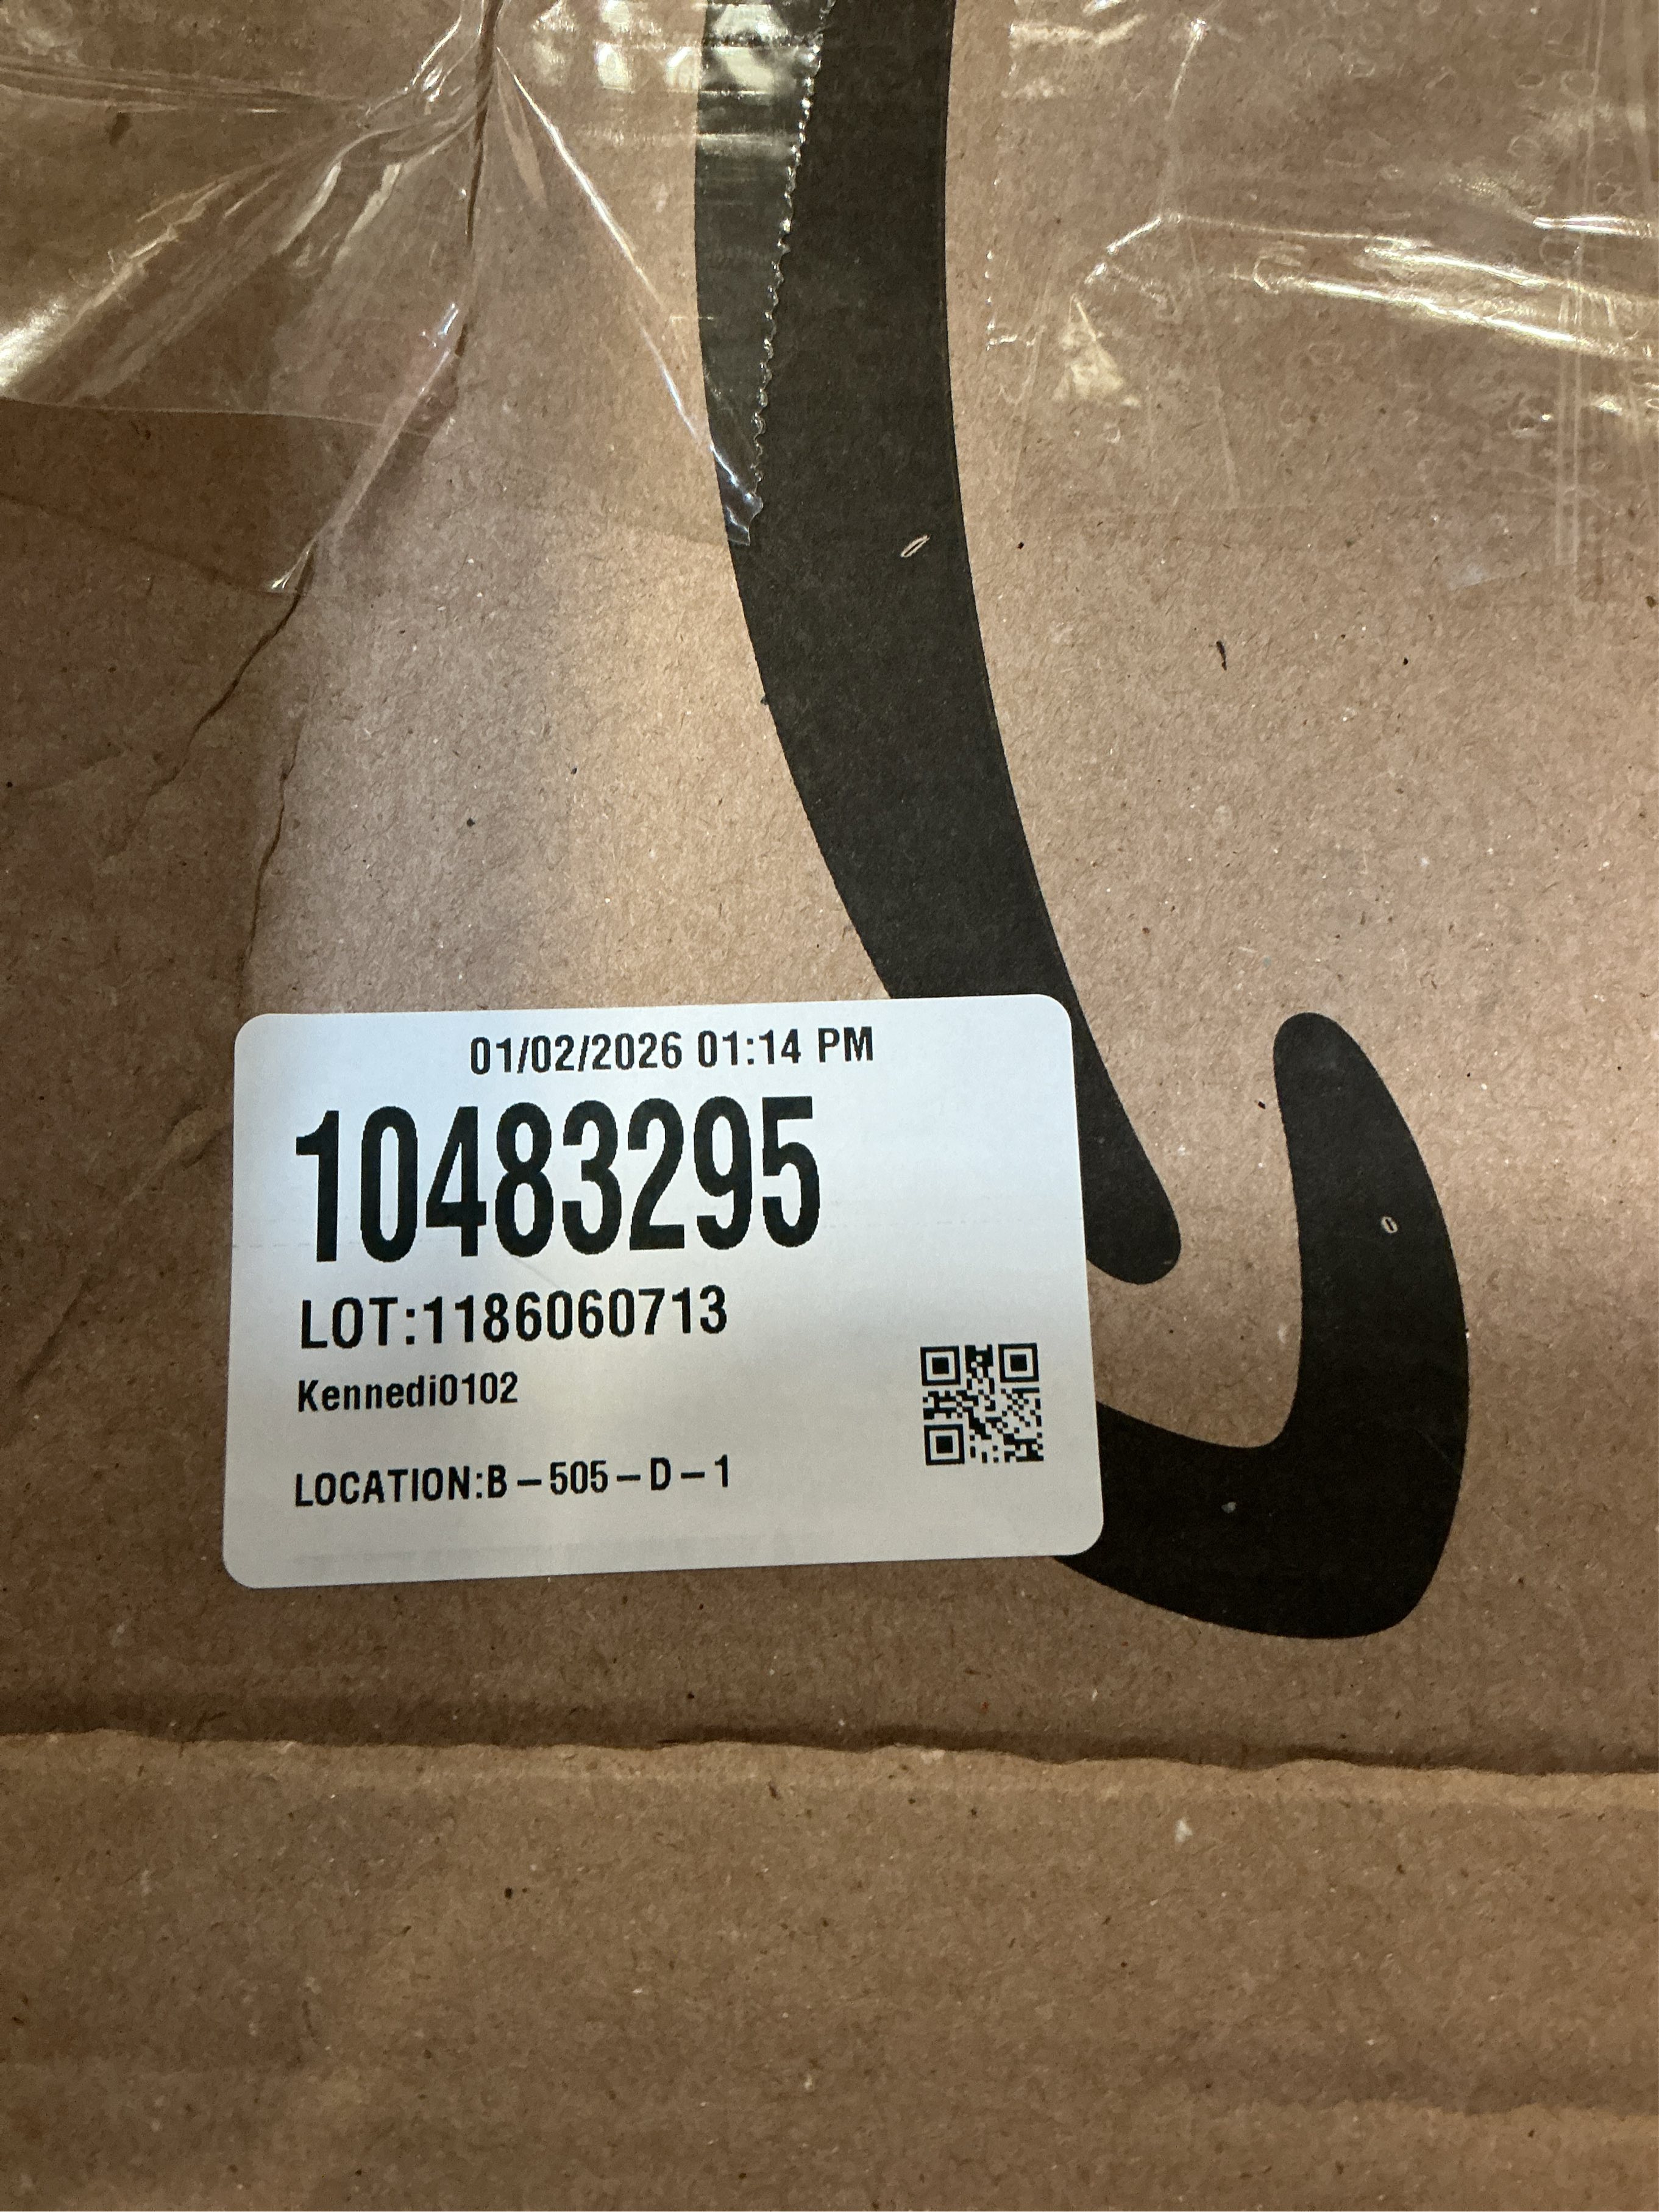 01/02/2026 01:14 PM
10483295
LOT:1186060713
Kennedi0102
LOCATION:B – 505 – D – 1